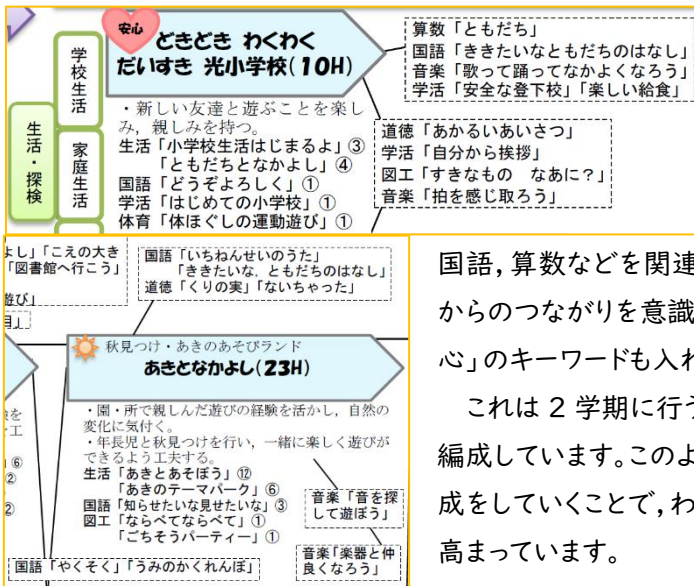 安心
どきどき わくわく
だいすき 光小学校(10H)
学校生活
生活・探検
家庭生活
・新しい友達と遊ぶことを楽し
み，親しみを持つ。
生活「小学校生活はじまるよ」③
「ともだちとなかよし」④
国語「どうぞよろしく」①
学活「はじめての小学校」①
体育「体ほぐしの運動遊び」①
算数「ともだち」
国語「ききたいなともだちのはなし」
音楽「歌って踊ってなかよくなろう」
学活「安全な登下校」「楽しい給食」
道徳「あかるいあいさつ」
学活「自分から挨拶」
図工「すきなもの なあに？」
音楽「拍を感じ取ろう」
よし」「こえの大き
「図書館へ行こう」
遊び」
国語「いちねんせいのうた」
「ききたいな，ともだちのはなし」
道徳「くりの実」「ないちゃった」
秋見つけ・あきのあそびランド
あきとなかよし(23H)
・園・所で親しんだ遊びの経験を活かし，自然の
変化に気付く。
・年長児と秋見つけを行い，一緒に楽しく遊びが
できるよう工夫する。
生活「あきとあそぼう」⑫
「あきのテーマパーク」⑥
国語「知らせたいな見せたいな」③
図工「ならべてならべて」①
「ごちそうパーティー」①
を
工
⑥
②
②
音楽「音を探
して遊ぼう」
音楽「楽器と仲
良くなろう」
国語「やくそく」「うみのかくれんぼ」
国語，算数などを関連
からのつながりを意識
心」のキーワードも入れ
これは 2 学期に行う
編成しています。このよ
成をしていくことで，わ
高まっています。